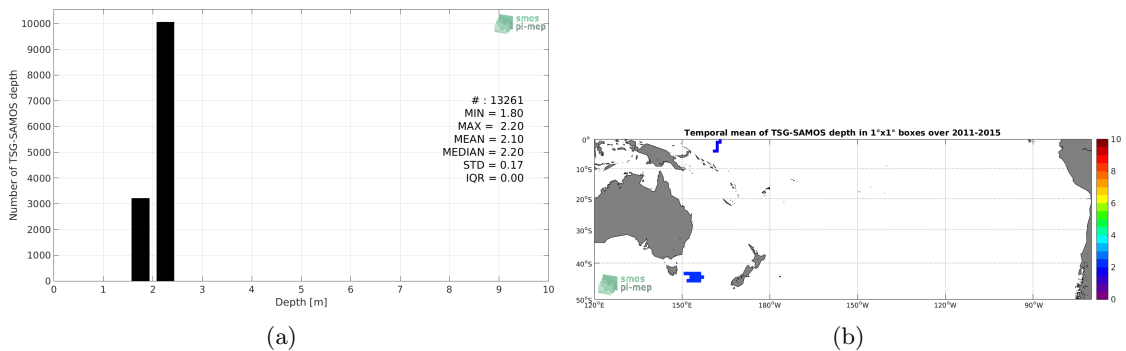 10000
9000
8000
7000
6000
5000
4000
3000
2000
1000
0
Number of TSG-SAMOS depth
smos
pi-mep
# : 13261
MIN = 1.80
MAX = 2.20
MEAN = 2.10
MEDIAN = 2.20
STD = 0.17
IQR = 0.00
0 1 2 3 4 5 6 7 8 9 10
Depth [m]
(a)
Temporal mean of TSG-SAMOS depth in 1°x1° boxes over 2011-2015
0°
10°S
20°S
30°S
40°S
50°S
smos
pi-mep
120°E 150°E 180°W 150°W 120°W 90°W
10
8
6
4
2
0
(b)